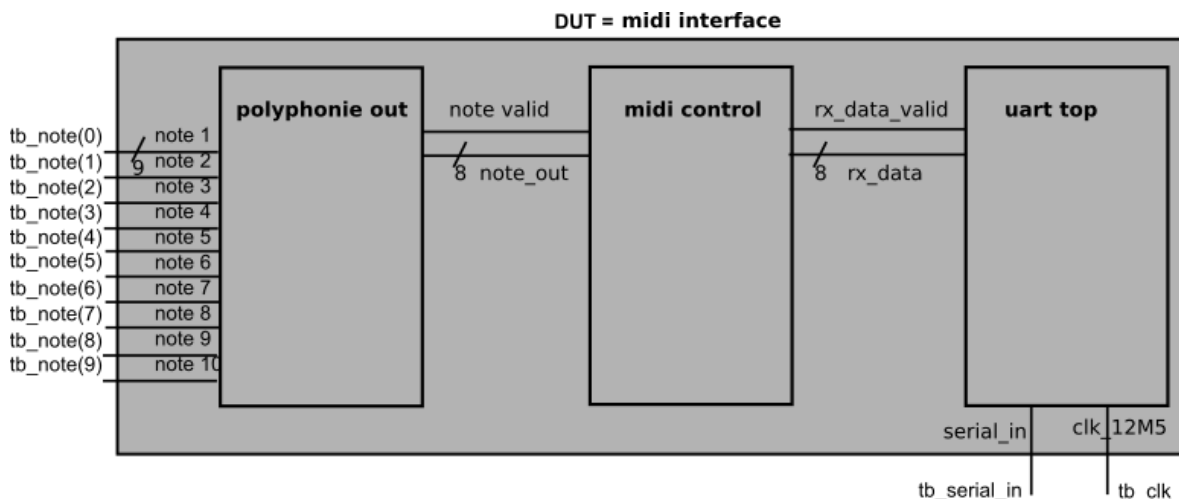 DUT = midi interface
polyphonie out
note valid
midi control
rx_data_valid
uart top
tb_note(0)
note 1
tb_note(1)
9
note 2
8
note_out
8
rx_data
tb_note(2)
note 3
tb_note(3)
note 4
tb_note(4)
note 5
tb_note(5)
note 6
tb_note(6)
note 7
tb_note(7)
note 8
tb_note(8)
note 9
tb_note(9)
note 10
serial_in
clk_12M5
tb_serial_in
tb_clk